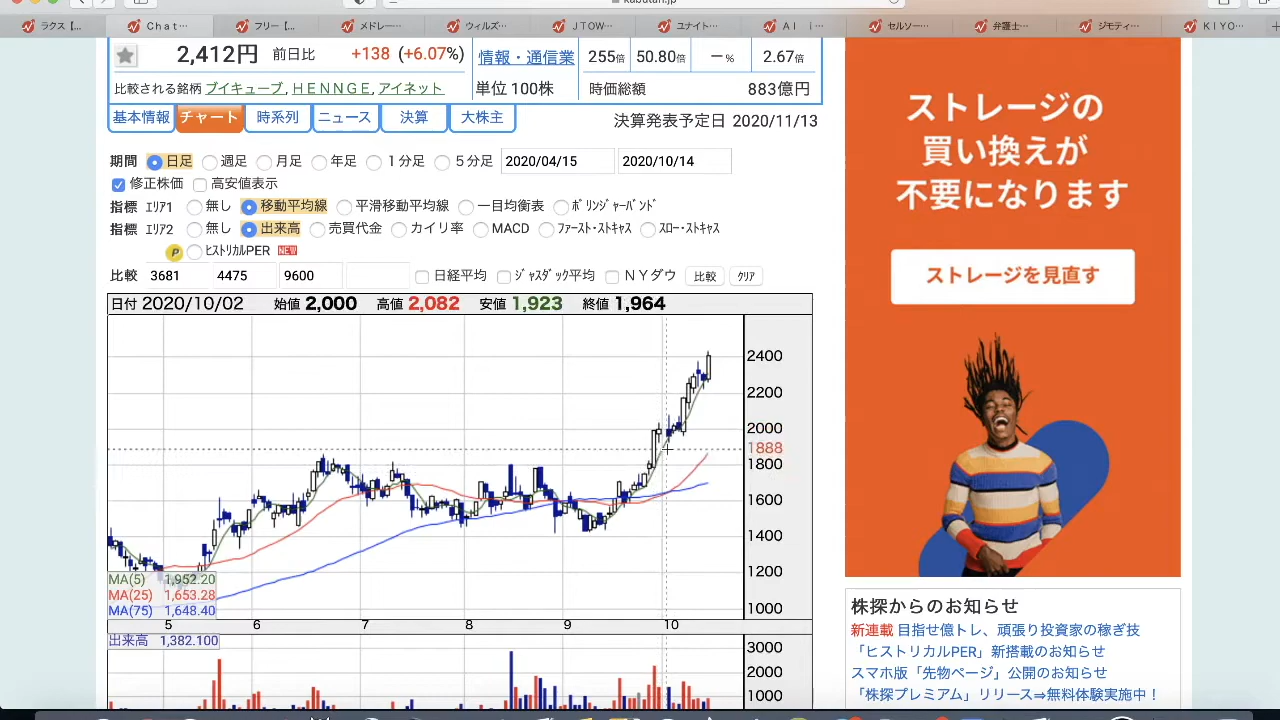 kabutan.jp
ラクス【…
Chat…
フリー【…
メドレー…
ウィルズ…
JTOW…
ユナイト…
AI i…
セルソー…
弁護士…
ジモティー…
KIYO…
2,412円 前日比 +138 (+6.07%) 情報・通信業 255倍 50.80倍 －% 2.67倍
比較される銘柄 ブイキューブ, ＨＥＮＮＧＥ, アイネット 単位 100株 時価総額 883億円
基本情報 チャート 時系列 ニュース 決算 大株主 決算発表予定日 2020/11/13
期間 日足 週足 月足 年足 １分足 ５分足 2020/04/15 2020/10/14
修正株価 高安値表示
指標 エリア1 無し 移動平均線 平滑移動平均線 一目均衡表 ボリンジャーバンド
指標 エリア2 無し 出来高 売買代金 カイリ率 MACD ファースト・ストキャス スロー・ストキャス
P ヒストリカルPER NEW
比較 3681 4475 9600 日経平均 ジャスダック平均 ＮＹダウ 比較 クリア
日付 2020/10/02 始値 2,000 高値 2,082 安値 1,923 終値 1,964
2400
2200
2000
1888
1800
1600
1400
1200
1000
MA(5) 1,952.20
MA(25) 1,653.28
MA(75) 1,648.40
5 6 7 8 9 10
出来高 1,382.100
3000
2000
1000
ストレージの
買い換えが
不要になります
ストレージを見直す
株探からのお知らせ
新連載 目指せ億トレ、頑張り投資家の稼ぎ技
「ヒストリカルPER」新搭載のお知らせ
スマホ版「先物ページ」公開のお知らせ
「株探プレミアム」リリース⇒無料体験実施中！